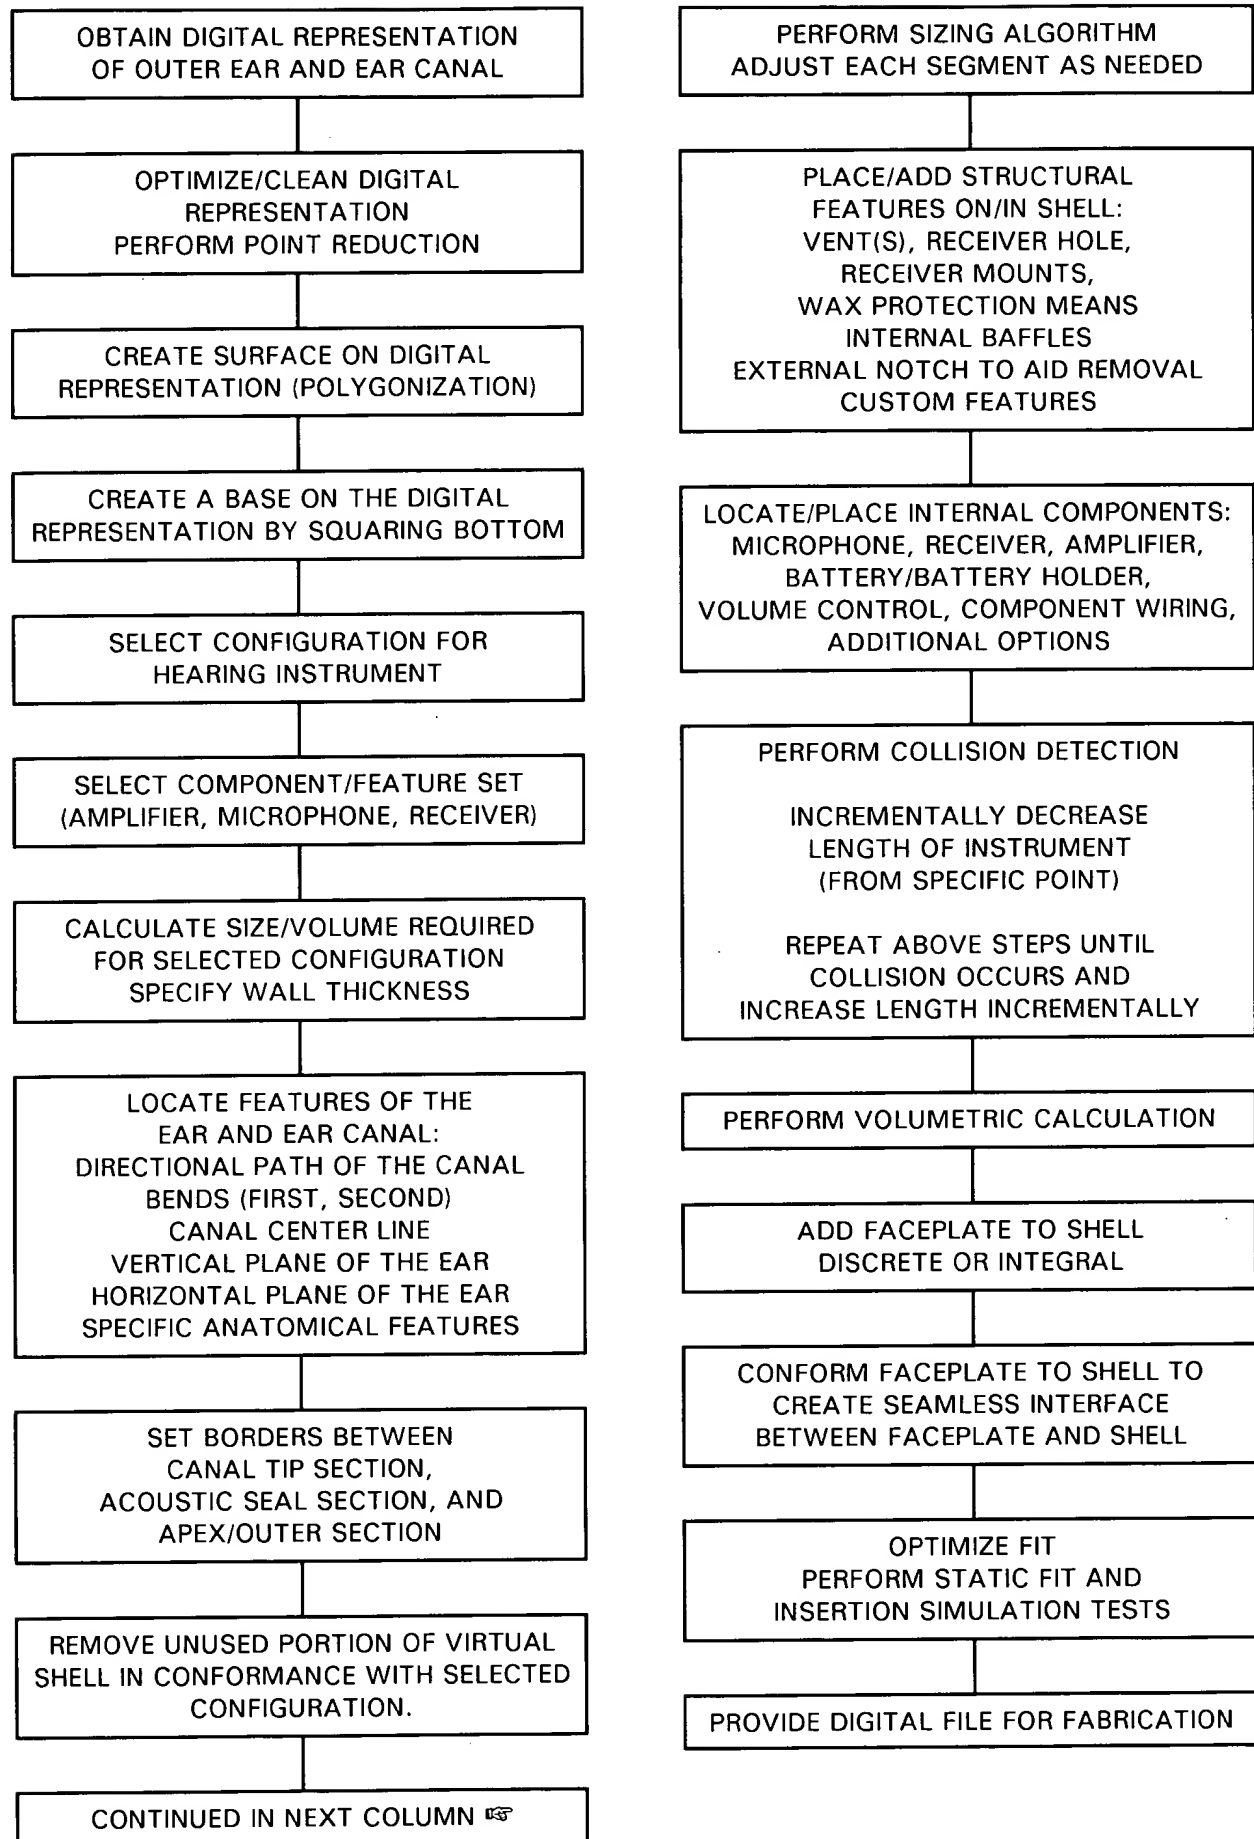 OBTAIN DIGITAL REPRESENTATION
OF OUTER EAR AND EAR CANAL
OPTIMIZE/CLEAN DIGITAL
REPRESENTATION
PERFORM POINT REDUCTION
CREATE SURFACE ON DIGITAL
REPRESENTATION (POLYGONIZATION)
CREATE A BASE ON THE DIGITAL
REPRESENTATION BY SQUARING BOTTOM
SELECT CONFIGURATION FOR
HEARING INSTRUMENT
SELECT COMPONENT/FEATURE SET
(AMPLIFIER, MICROPHONE, RECEIVER)
CALCULATE SIZE/VOLUME REQUIRED
FOR SELECTED CONFIGURATION
SPECIFY WALL THICKNESS
LOCATE FEATURES OF THE
EAR AND EAR CANAL:
DIRECTIONAL PATH OF THE CANAL
BENDS (FIRST, SECOND)
CANAL CENTER LINE
VERTICAL PLANE OF THE EAR
HORIZONTAL PLANE OF THE EAR
SPECIFIC ANATOMICAL FEATURES
SET BORDERS BETWEEN
CANAL TIP SECTION,
ACOUSTIC SEAL SECTION, AND
APEX/OUTER SECTION
REMOVE UNUSED PORTION OF VIRTUAL
SHELL IN CONFORMANCE WITH SELECTED
CONFIGURATION.
CONTINUED IN NEXT COLUMN ☞
PERFORM SIZING ALGORITHM
ADJUST EACH SEGMENT AS NEEDED
PLACE/ADD STRUCTURAL
FEATURES ON/IN SHELL:
VENT(S), RECEIVER HOLE,
RECEIVER MOUNTS,
WAX PROTECTION MEANS
INTERNAL BAFFLES
EXTERNAL NOTCH TO AID REMOVAL
CUSTOM FEATURES
LOCATE/PLACE INTERNAL COMPONENTS:
MICROPHONE, RECEIVER, AMPLIFIER,
BATTERY/BATTERY HOLDER,
VOLUME CONTROL, COMPONENT WIRING,
ADDITIONAL OPTIONS
PERFORM COLLISION DETECTION
INCREMENTALLY DECREASE
LENGTH OF INSTRUMENT
(FROM SPECIFIC POINT)
REPEAT ABOVE STEPS UNTIL
COLLISION OCCURS AND
INCREASE LENGTH INCREMENTALLY
PERFORM VOLUMETRIC CALCULATION
ADD FACEPLATE TO SHELL
DISCRETE OR INTEGRAL
CONFORM FACEPLATE TO SHELL TO
CREATE SEAMLESS INTERFACE
BETWEEN FACEPLATE AND SHELL
OPTIMIZE FIT
PERFORM STATIC FIT AND
INSERTION SIMULATION TESTS
PROVIDE DIGITAL FILE FOR FABRICATION